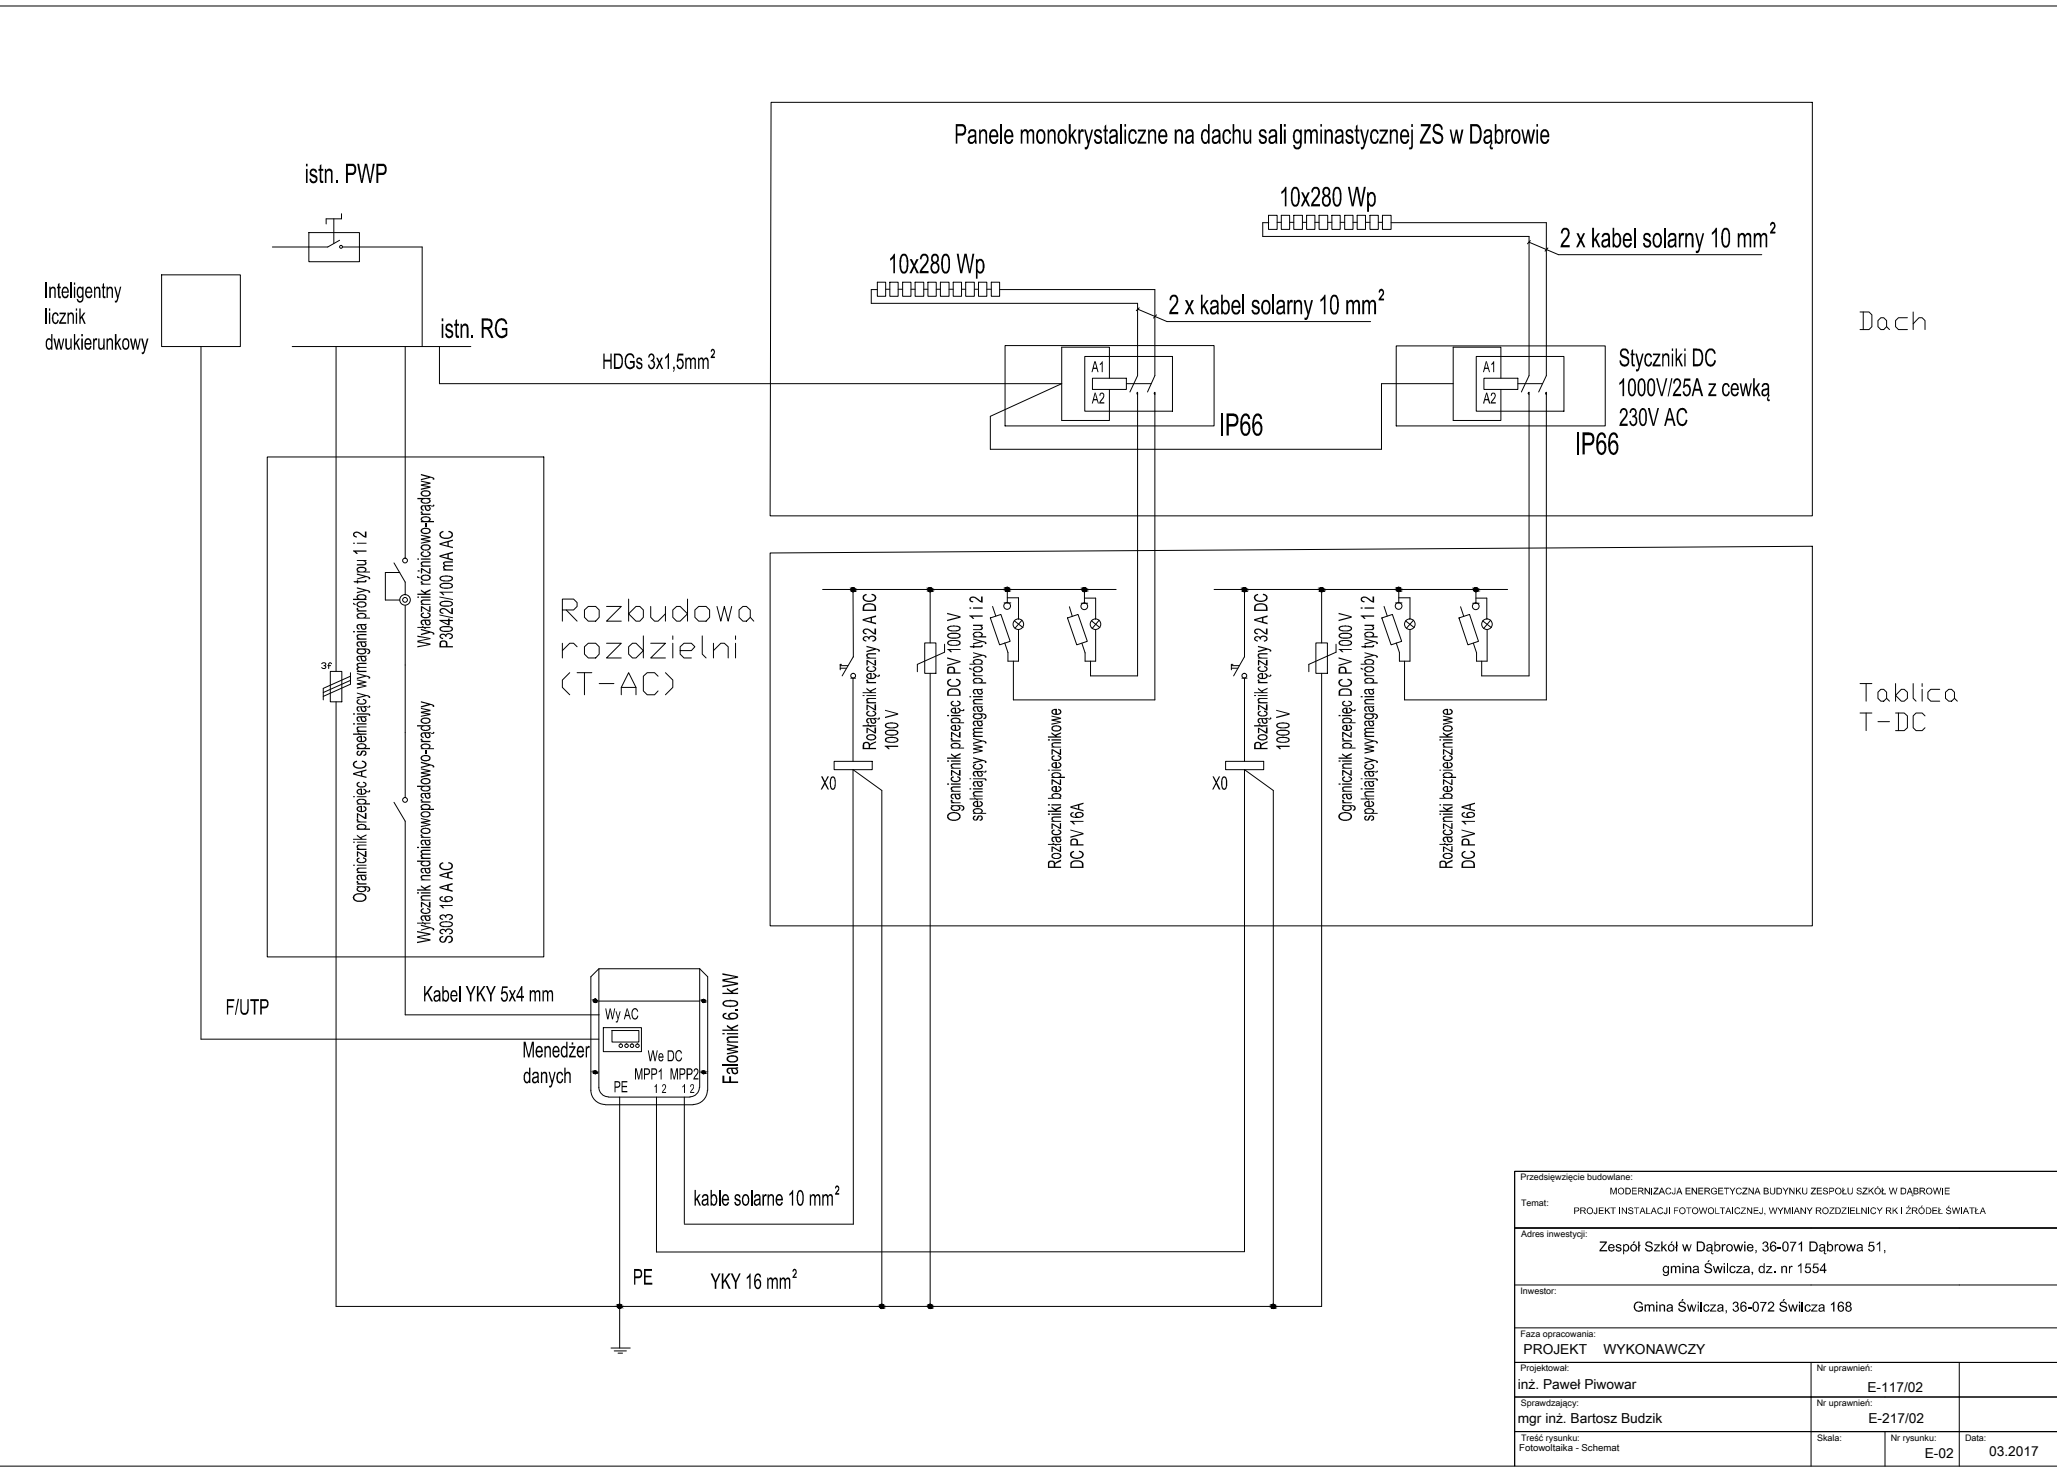 Panele monokrystaliczne na dachu sali gminastycznej ZS w Dąbrowie
istn. PWP
10x280 Wp
2 x kabel solarny 10 mm²
10x280 Wp
2 x kabel solarny 10 mm²
Inteligentny
licznik
dwukierunkowy
istn. RG
HDGs 3x1,5mm²
A1
A2
IP66
A1
A2
IP66
Styczniki DC
1000V/25A z cewką
230V AC
Dach
3f
Ogranicznik przepięc AC spełniający wymagania próby typu 1 i 2
Wyłacznik różnicowo-prądowy
P304/20/100 mA AC
Wyłacznik nadmiarowopradowyo-prądowy
S303 16 A AC
Rozbudowa
rozdzielni
(T-AC)
Rozłącznik ręczny 32 A DC
1000 V
X0
Ogranicznik przepięc DC PV 1000 V
spełniający wymagania próby typu 1 i 2
Rozłaczniki bezpiecznikowe
DC PV 16A
Rozłącznik ręczny 32 A DC
1000 V
X0
Ogranicznik przepięc DC PV 1000 V
spełniający wymagania próby typu 1 i 2
Rozłaczniki bezpiecznikowe
DC PV 16A
Tablica
T-DC
F/UTP
Kabel YKY 5x4 mm
Wy AC
Menedżer
danych
We DC
MPP1 MPP2
PE
1 2
1 2
Falownik 6.0 kW
kable solarne 10 mm²
PE
YKY 16 mm²
Przedsięwzięcie budowlane:
MODERNIZACJA ENERGETYCZNA BUDYNKU ZESPOŁU SZKÓŁ W DĄBROWIE
Temat:
PROJEKT INSTALACJI FOTOWOLTAICZNEJ, WYMIANY ROZDZIELNICY RK I ŹRÓDEŁ ŚWIATŁA
Adres inwestycji:
Zespół Szkół w Dąbrowie, 36-071 Dąbrowa 51,
gmina Świlcza, dz. nr 1554
Inwestor:
Gmina Świlcza, 36-072 Świlcza 168
Faza opracowania:
PROJEKT WYKONAWCZY
Projektował:
inż. Paweł Piwowar
Nr uprawnień:
E-117/02
Sprawdzający:
mgr inż. Bartosz Budzik
Nr uprawnień:
E-217/02
Treść rysunku:
Fotowoltaika - Schemat
Skala:
Nr rysunku:
E-02
Data:
03.2017